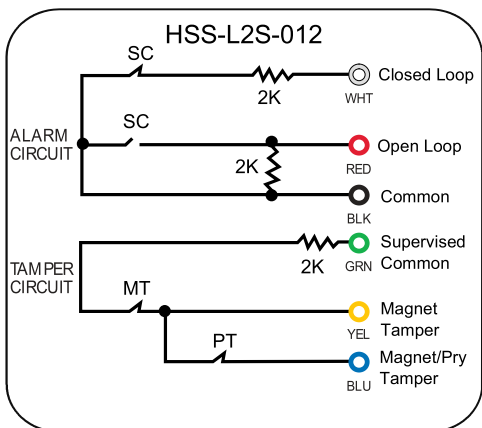 HSS-L2S-012
SC
2K
Closed Loop
WHT
ALARM
CIRCUIT
SC
2K
Open Loop
RED
Common
BLK
TAMPER
CIRCUIT
2K
Supervised
Common
GRN
MT
Magnet
Tamper
YEL
PT
Magnet/Pry
Tamper
BLU